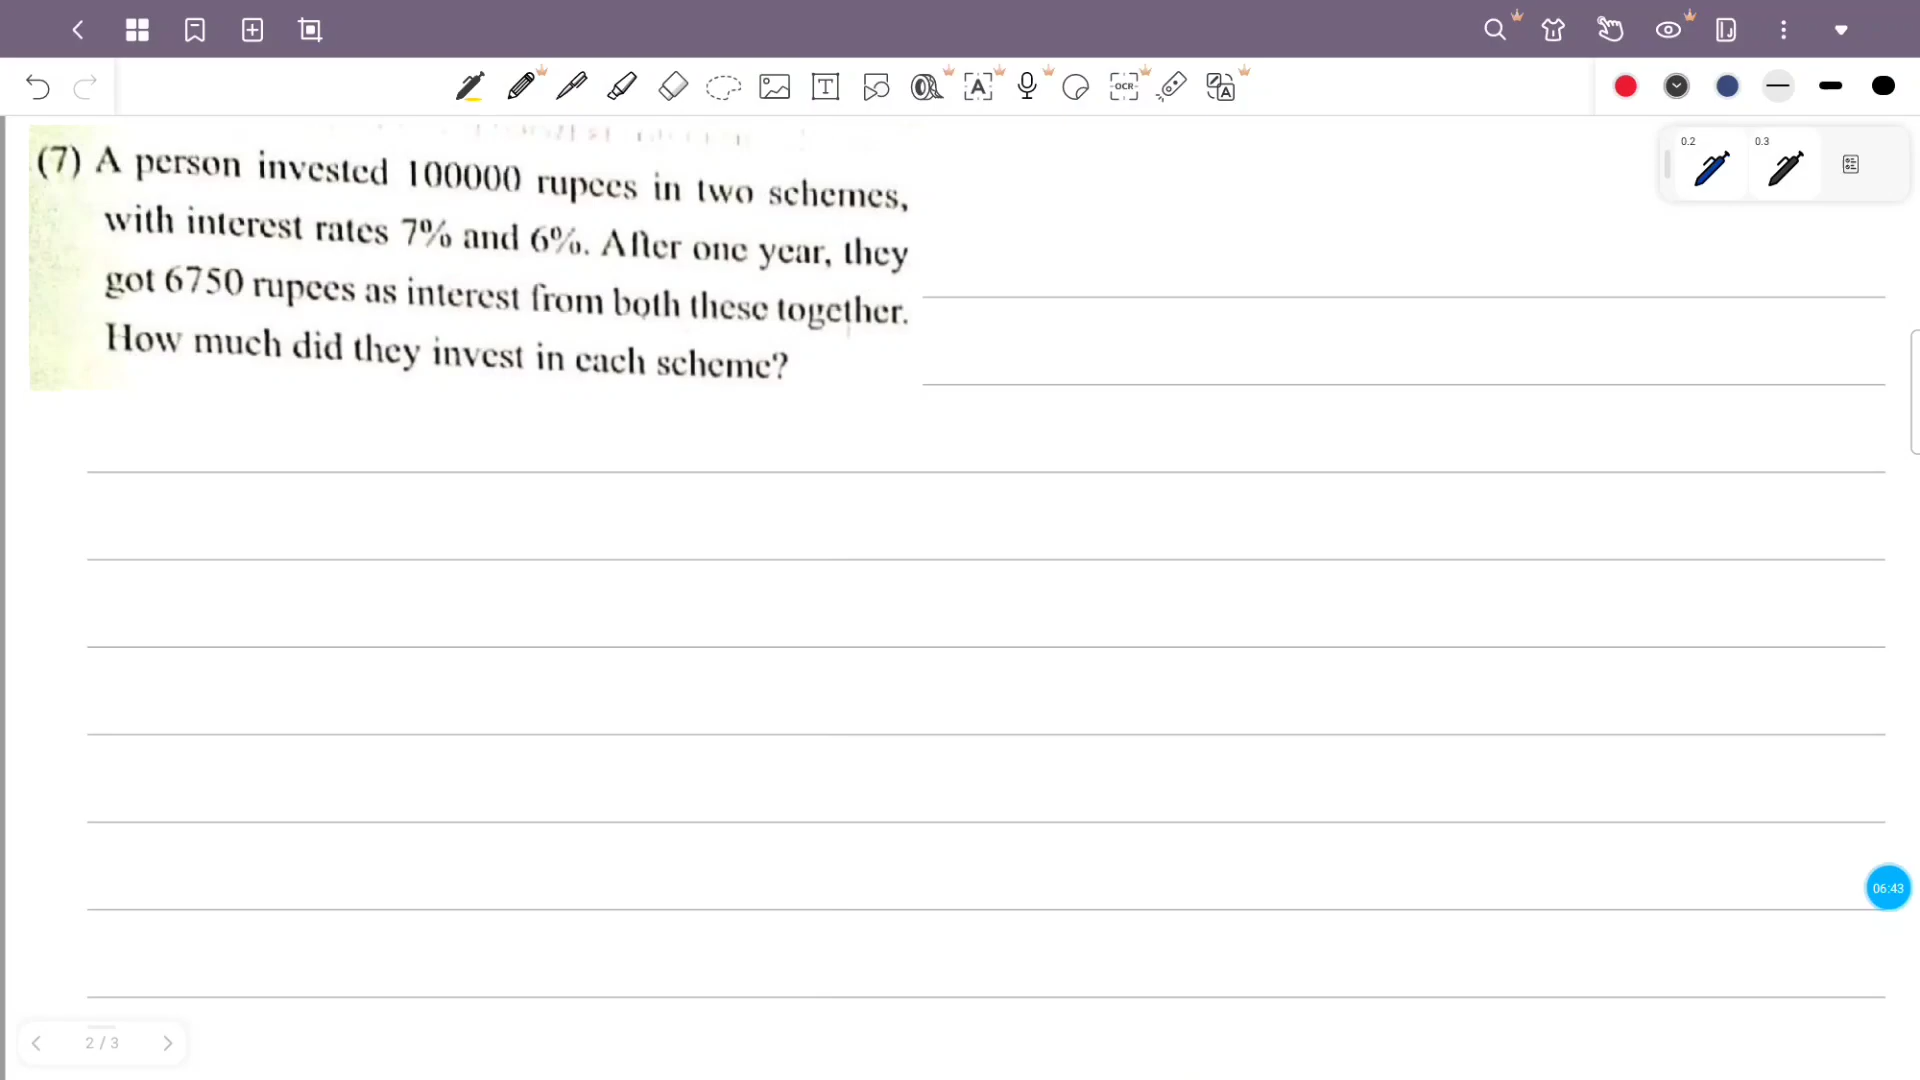 0.2
0.3
(7) A person invested 100000 rupees in two schemes,
with interest rates 7% and 6%. After one year, they
got 6750 rupees as interest from both these together.
How much did they invest in each scheme?
06:43
2 / 3